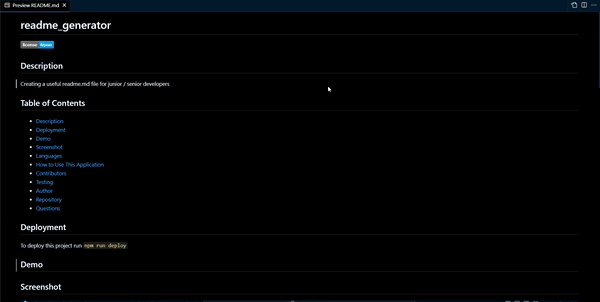 Preview README.md
readme_generator
license
Description
Creating a useful readme.md file for junior / senior developers
Table of Contents
Description
Deployment
Demo
Screenshot
Languages
How to Use This Application
Contributors
Testing
Author
Repository
Questions
Deployment
To deploy this project run npm run deploy
Demo
Screenshot